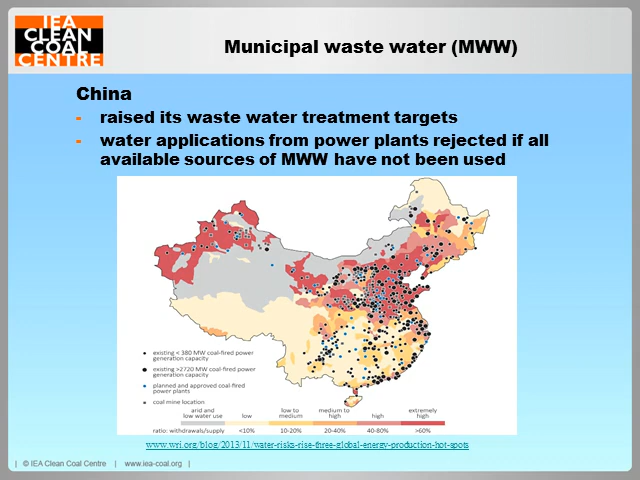 IEA
CLEAN
COAL
CENTRE
Municipal waste water (MWW)
China
- raised its waste water treatment targets
- water applications from power plants rejected if all
available sources of MWW have not been used
existing < 380 MW coal-fired power
generation capacity
existing >2720 MW coal-fired power
generation capacity
planned and approved coal fired
power plants
coal mine location
arid and
low water use
low
low to
medium
medium to
high
high
extremely
high
ratio: withdrawals/supply
<10%
10-20%
20-40%
40-80%
>60%
www.wri.org/blog/2013/11/water-risks-rise-three-global-energy-production-hot-spots
| © IEA Clean Coal Centre | www.iea-coal.org |